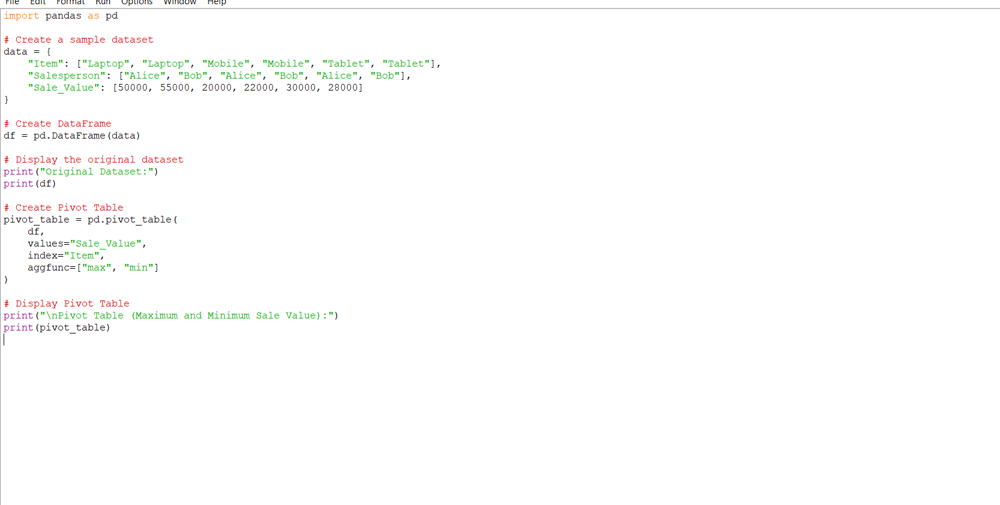 File Edit Format Run Options Window Help
import pandas as pd
# Create a sample dataset
data = {
    "Item": ["Laptop", "Laptop", "Mobile", "Mobile", "Tablet", "Tablet"],
    "Salesperson": ["Alice", "Bob", "Alice", "Bob", "Alice", "Bob"],
    "Sale_Value": [50000, 55000, 20000, 22000, 30000, 28000]
}
# Create DataFrame
df = pd.DataFrame(data)
# Display the original dataset
print("Original Dataset:")
print(df)
# Create Pivot Table
pivot_table = pd.pivot_table(
    df,
    values="Sale_Value",
    index="Item",
    aggfunc=["max", "min"]
)
# Display Pivot Table
print("\nPivot Table (Maximum and Minimum Sale Value):")
print(pivot_table)